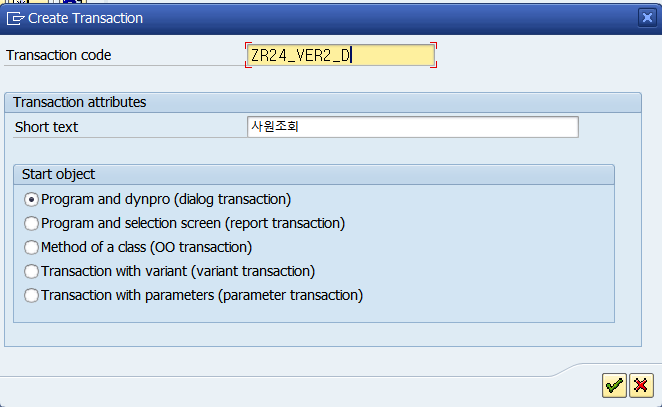 Create Transaction
Transaction code ZR24_VER2_D
Transaction attributes
Short text 사원조회
Start object
Program and dynpro (dialog transaction)
Program and selection screen (report transaction)
Method of a class (OO transaction)
Transaction with variant (variant transaction)
Transaction with parameters (parameter transaction)